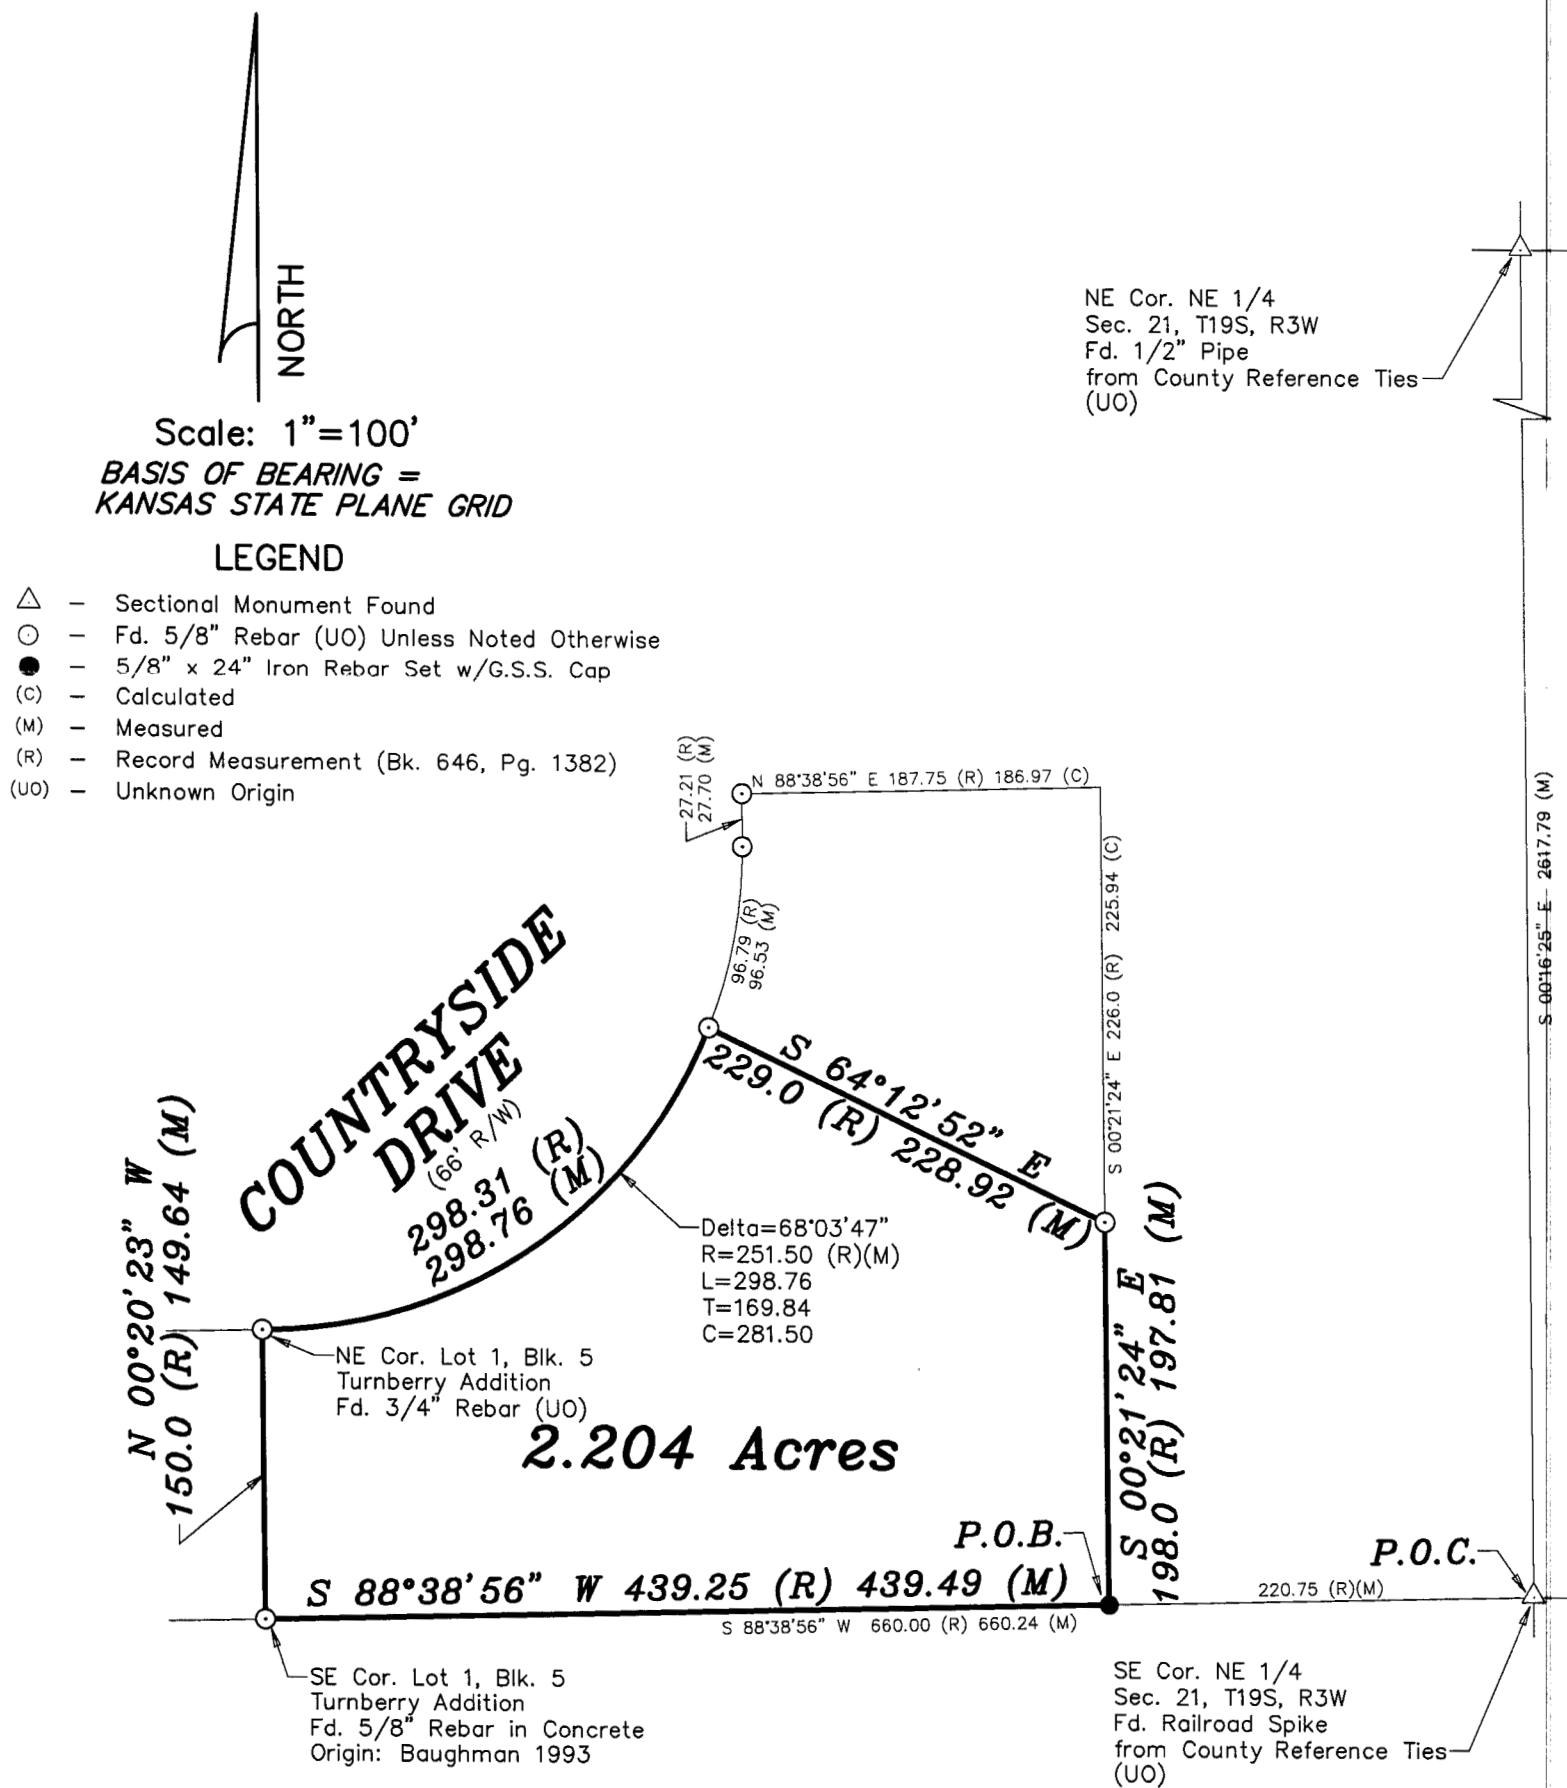 NORTH
Scale: 1"=100'
BASIS OF BEARING =
KANSAS STATE PLANE GRID
LEGEND
△ – Sectional Monument Found
⊙ – Fd. 5/8" Rebar (UO) Unless Noted Otherwise
● – 5/8" x 24" Iron Rebar Set w/G.S.S. Cap
(C) – Calculated
(M) – Measured
(R) – Record Measurement (Bk. 646, Pg. 1382)
(UO) – Unknown Origin
NE Cor. NE 1/4
Sec. 21, T19S, R3W
Fd. 1/2" Pipe
from County Reference Ties
(UO)
S 00°16'25" E 2617.79 (M)
27.21 (R)
27.70 (M)
N 88°38'56" E 187.75 (R) 186.97 (C)
S 00°21'24" E 226.0 (R) 225.94 (C)
96.79 (R)
96.53 (M)
COUNTRYSIDE
DRIVE
(66' R/W)
298.31 (R)
298.76 (M)
S 64°12'52" E
229.0 (R) 228.92 (M)
Delta=68°03'47"
R=251.50 (R)(M)
L=298.76
T=169.84
C=281.50
N 00°20'23" W
150.0 (R) 149.64 (M)
NE Cor. Lot 1, Blk. 5
Turnberry Addition
Fd. 3/4" Rebar (UO)
2.204 Acres
S 00°21'24" E
198.0 (R) 197.81 (M)
P.O.B.
P.O.C.
S 88°38'56" W 439.25 (R) 439.49 (M)
220.75 (R)(M)
S 88°38'56" W 660.00 (R) 660.24 (M)
SE Cor. Lot 1, Blk. 5
Turnberry Addition
Fd. 5/8" Rebar in Concrete
Origin: Baughman 1993
SE Cor. NE 1/4
Sec. 21, T19S, R3W
Fd. Railroad Spike
from County Reference Ties
(UO)